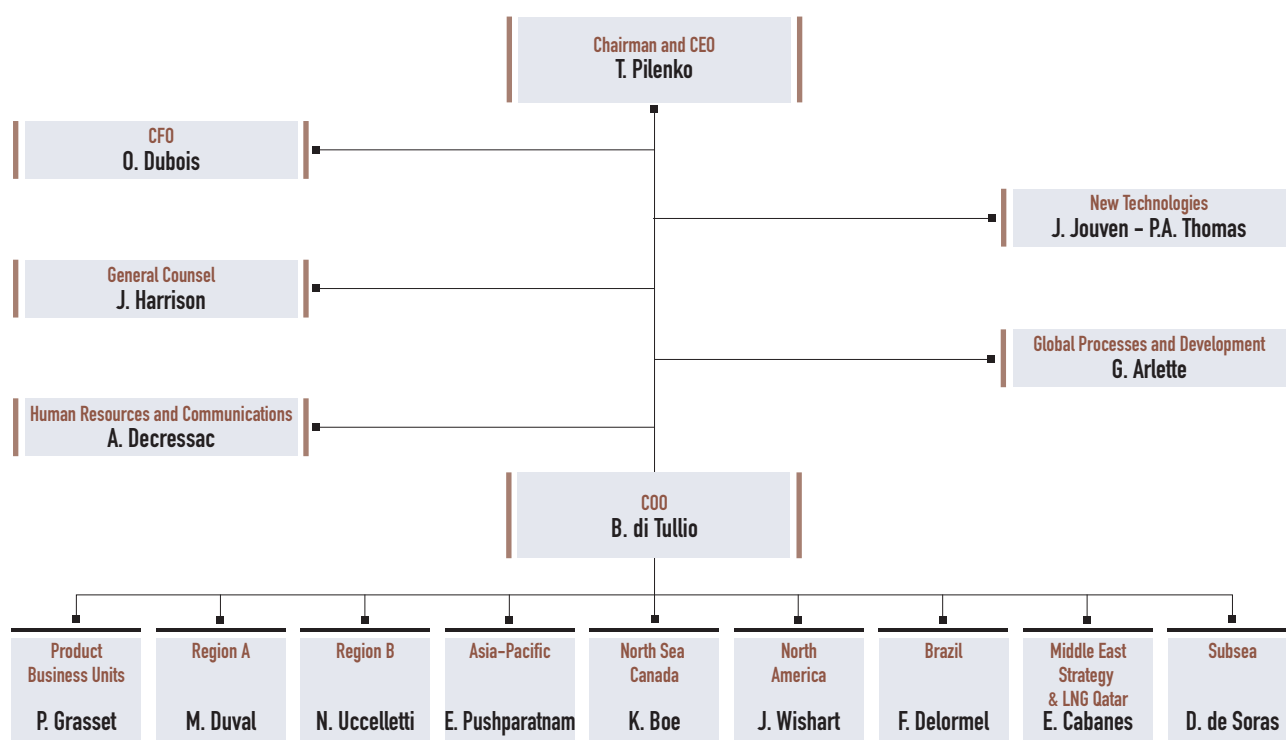 Chairman and CEO
T. Pilenko
CFO
O. Dubois
New Technologies
J. Jouven - P.A. Thomas
General Counsel
J. Harrison
Global Processes and Development
G. Arlette
Human Resources and Communications
A. Decressac
COO
B. di Tullio
Product
Business Units
P. Grasset
Region A
M. Duval
Region B
N. Uccelletti
Asia-Pacific
E. Pushparatnam
North Sea
Canada
K. Boe
North
America
J. Wishart
Brazil
F. Delormel
Middle East
Strategy
& LNG Qatar
E. Cabanes
Subsea
D. de Soras